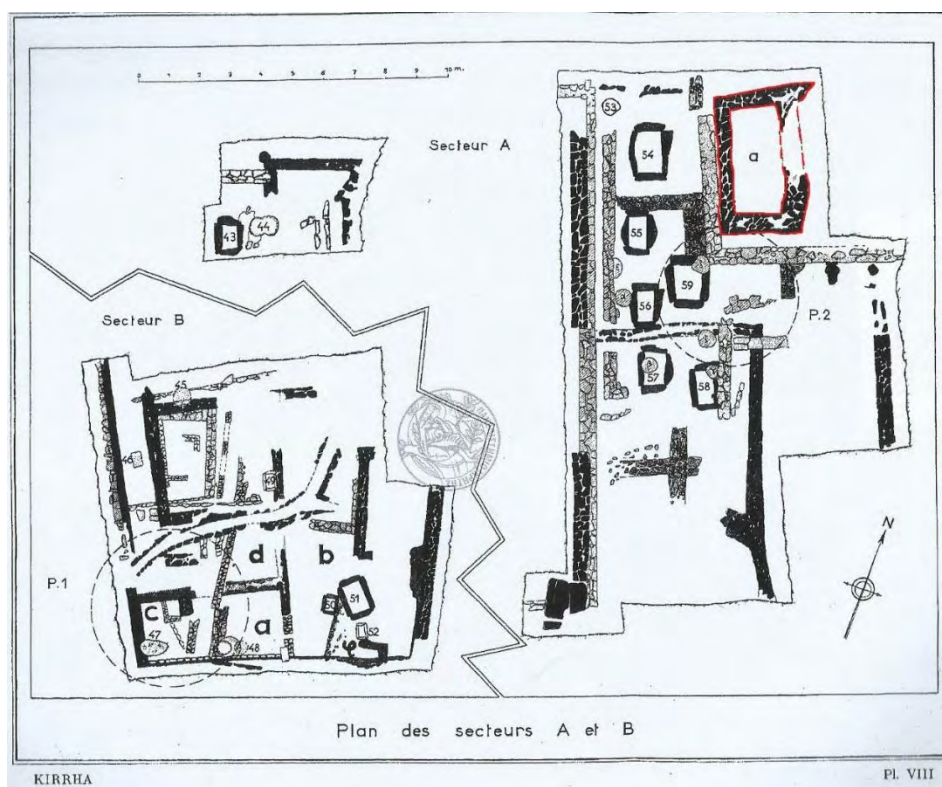 0 1 2 3 4 5 6 7 8 9 10 m.
Secteur A
53
54
a
43
44
55
59
56
P.2
57
58
Secteur B
45
46
49
d
b
P.1
c
a
50
51
52
47
48
N
Plan des secteurs A et B
KIRRHA
Pl. VIII